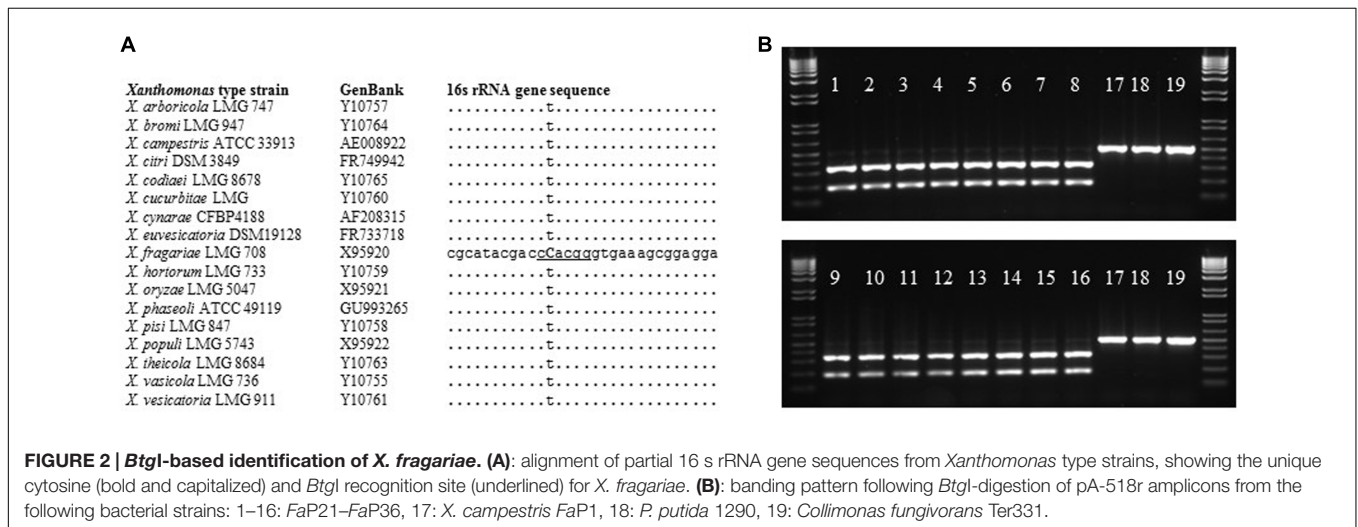 A
Xanthomonas type strain GenBank 16s rRNA gene sequence
X. arboricola LMG 747 Y10757 ...........t..................
X. bromi LMG 947 Y10764 ...........t..................
X. campestris ATCC 33913 AE008922 ...........t..................
X. citri DSM 3849 FR749942 ...........t..................
X. codiaei LMG 8678 Y10765 ...........t..................
X. cucurbitae LMG Y10760 ...........t..................
X. cynarae CFBP4188 AF208315 ...........t..................
X. euvesicatoria DSM19128 FR733718 ...........t..................
X. fragariae LMG 708 X95920 cgcatacgaccCacgggtgaaagcggagga
X. hortorum LMG 733 Y10759 ...........t..................
X. oryzae LMG 5047 X95921 ...........t..................
X. phaseoli ATCC 49119 GU993265 ...........t..................
X. pisi LMG 847 Y10758 ...........t..................
X. populi LMG 5743 X95922 ...........t..................
X. theicola LMG 8684 Y10763 ...........t..................
X. vasicola LMG 736 Y10755 ...........t..................
X. vesicatoria LMG 911 Y10761 ...........t..................
B
1 2 3 4 5 6 7 8 17 18 19
9 10 11 12 13 14 15 16 17 18 19
FIGURE 2 | BtgI-based identification of X. fragariae. (A): alignment of partial 16 s rRNA gene sequences from Xanthomonas type strains, showing the unique
cytosine (bold and capitalized) and BtgI recognition site (underlined) for X. fragariae. (B): banding pattern following BtgI-digestion of pA-518r amplicons from the
following bacterial strains: 1–16: FaP21–FaP36, 17: X. campestris FaP1, 18: P. putida 1290, 19: Collimonas fungivorans Ter331.